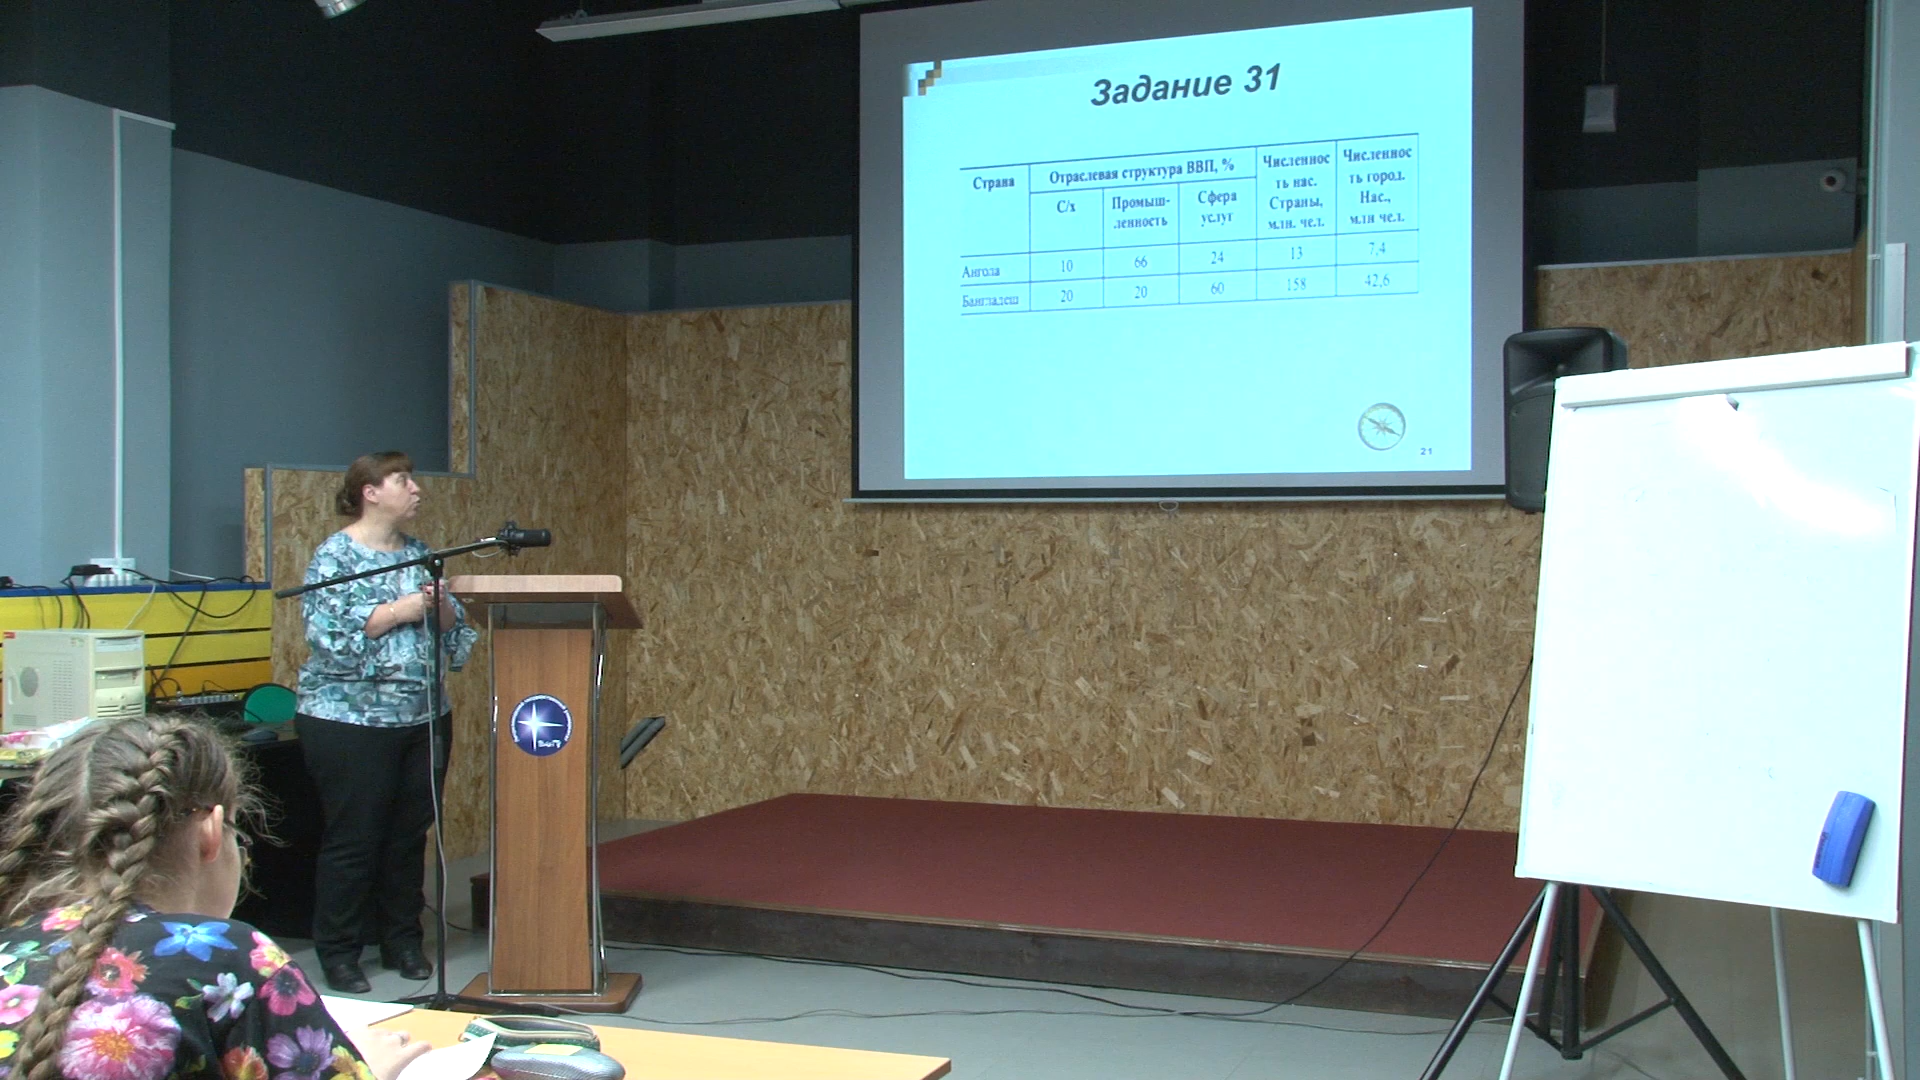 Задание 31
Страна
Отраслевая структура ВВП, %
Численнос
ть нас.
Страны,
млн. чел.
Численнос
ть город.
Нас.,
млн чел.
С/х
Промыш-
ленность
Сфера
услуг
Ангола 10 66 24 13 7,4
Бангладеш 20 20 60 158 42,6
21